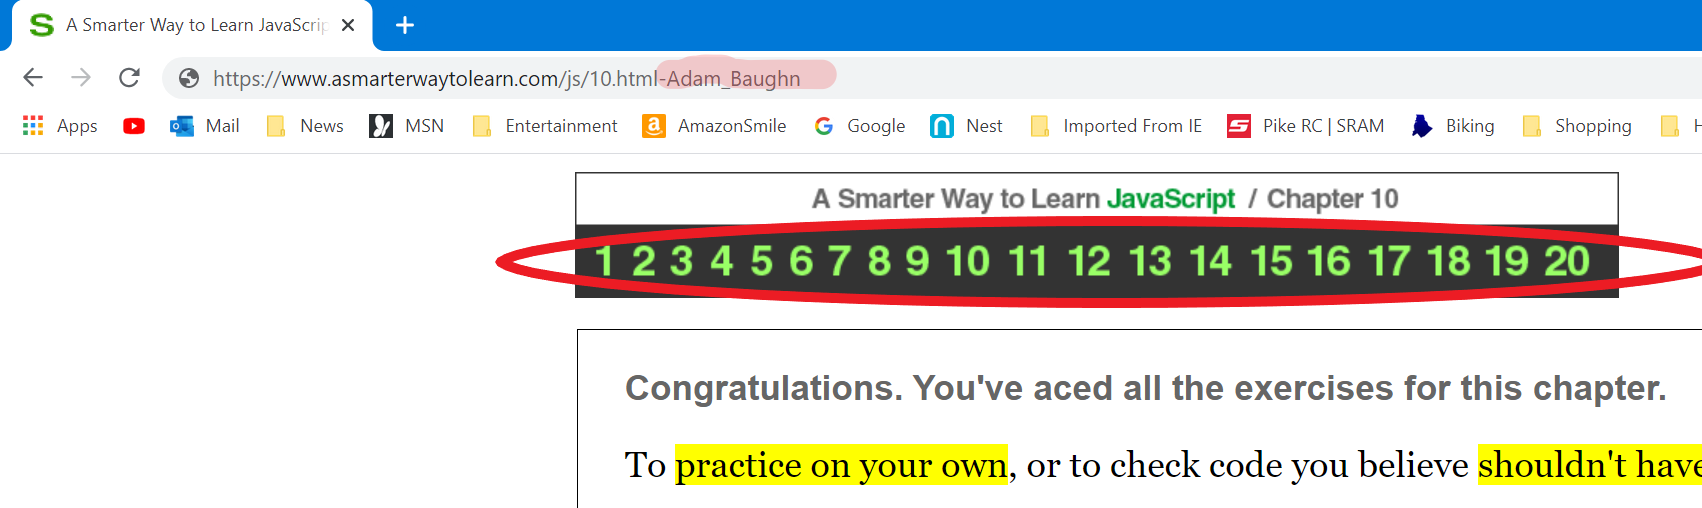 A Smarter Way to Learn JavaScrip
https://www.asmarterwaytolearn.com/js/10.html-Adam_Baughn
Apps Mail News MSN Entertainment AmazonSmile Google Nest Imported From IE Pike RC | SRAM Biking Shopping H
A Smarter Way to Learn JavaScript / Chapter 10
1 2 3 4 5 6 7 8 9 10 11 12 13 14 15 16 17 18 19 20
Congratulations. You've aced all the exercises for this chapter.
To practice on your own, or to check code you believe shouldn't have